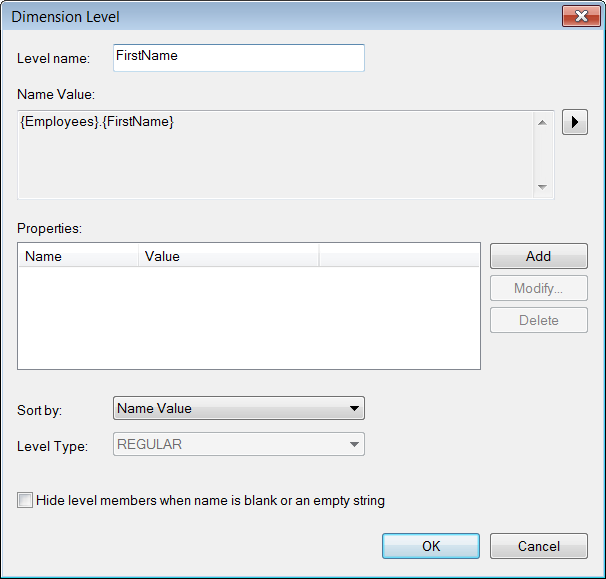 Dimension Level
Level name: FirstName
Name Value:
{Employees}.{FirstName}
Properties:
Name Value
Add
Modify...
Delete
Sort by: Name Value
Level Type: REGULAR
Hide level members when name is blank or an empty string
OK Cancel